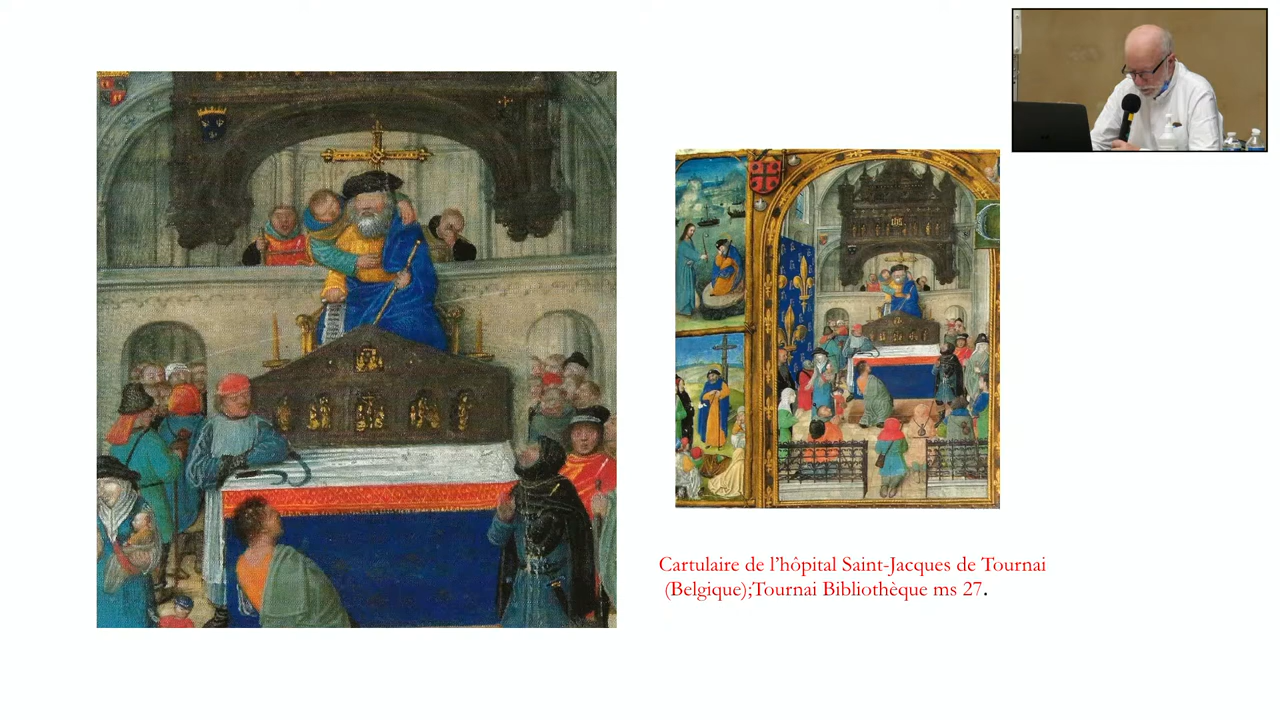 Cartulaire de l’hôpital Saint-Jacques de Tournai
(Belgique);Tournai Bibliothèque ms 27.